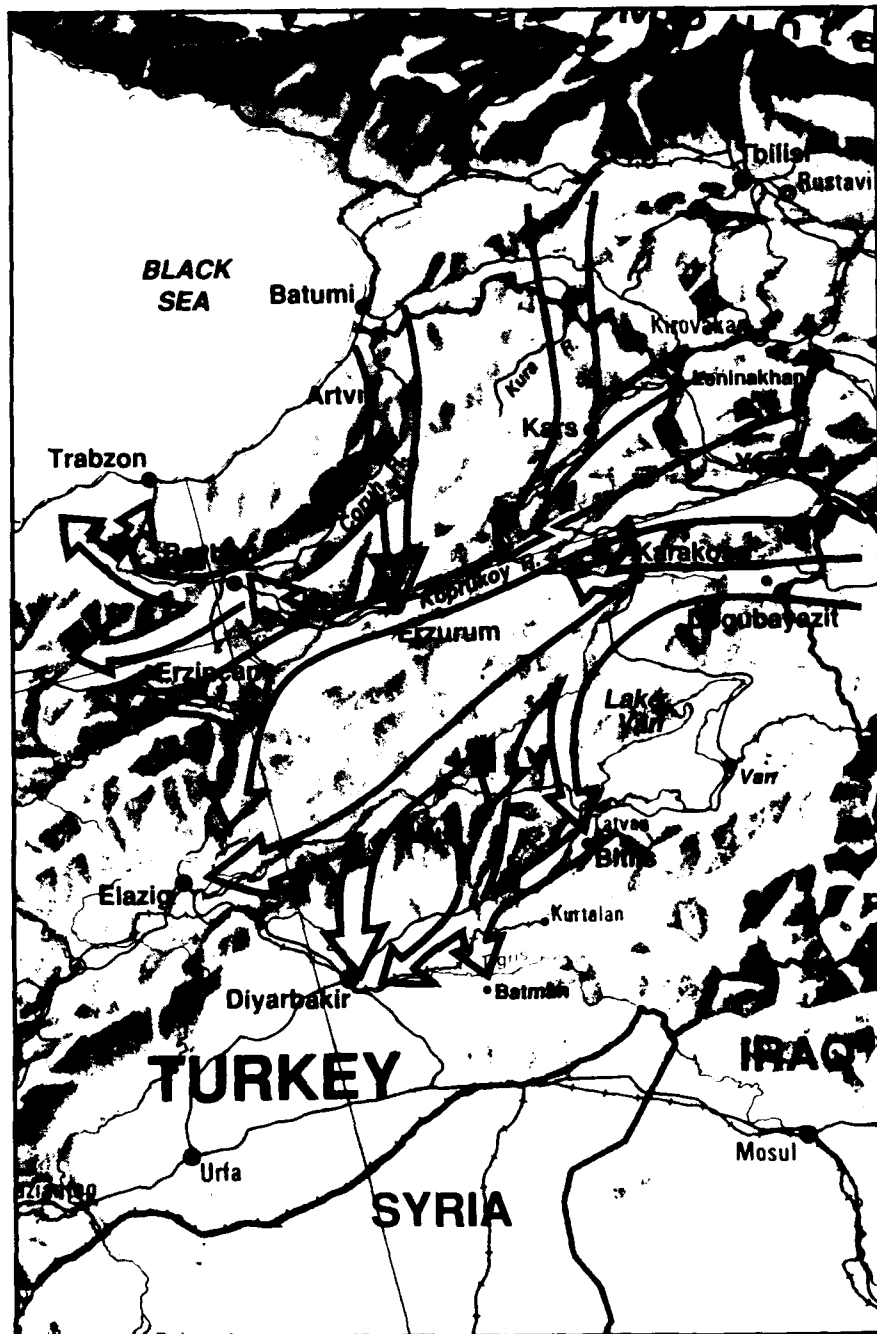 Tbilisi
Rustavi
BLACK
SEA
Batumi
Kirovakan
Kura R.
Leninakhan
Artvi
Kars
Trabzon
Coruh
Karakose
Koprukoy R.
Dogubayazit
Erzurum
Erzincan
Lake
Van
Van
Tatvan
Bitlis
Elazig
Kurtalan
Diyarbakir
Batman
TURKEY
IRAQ
Mosul
Urfa
SYRIA